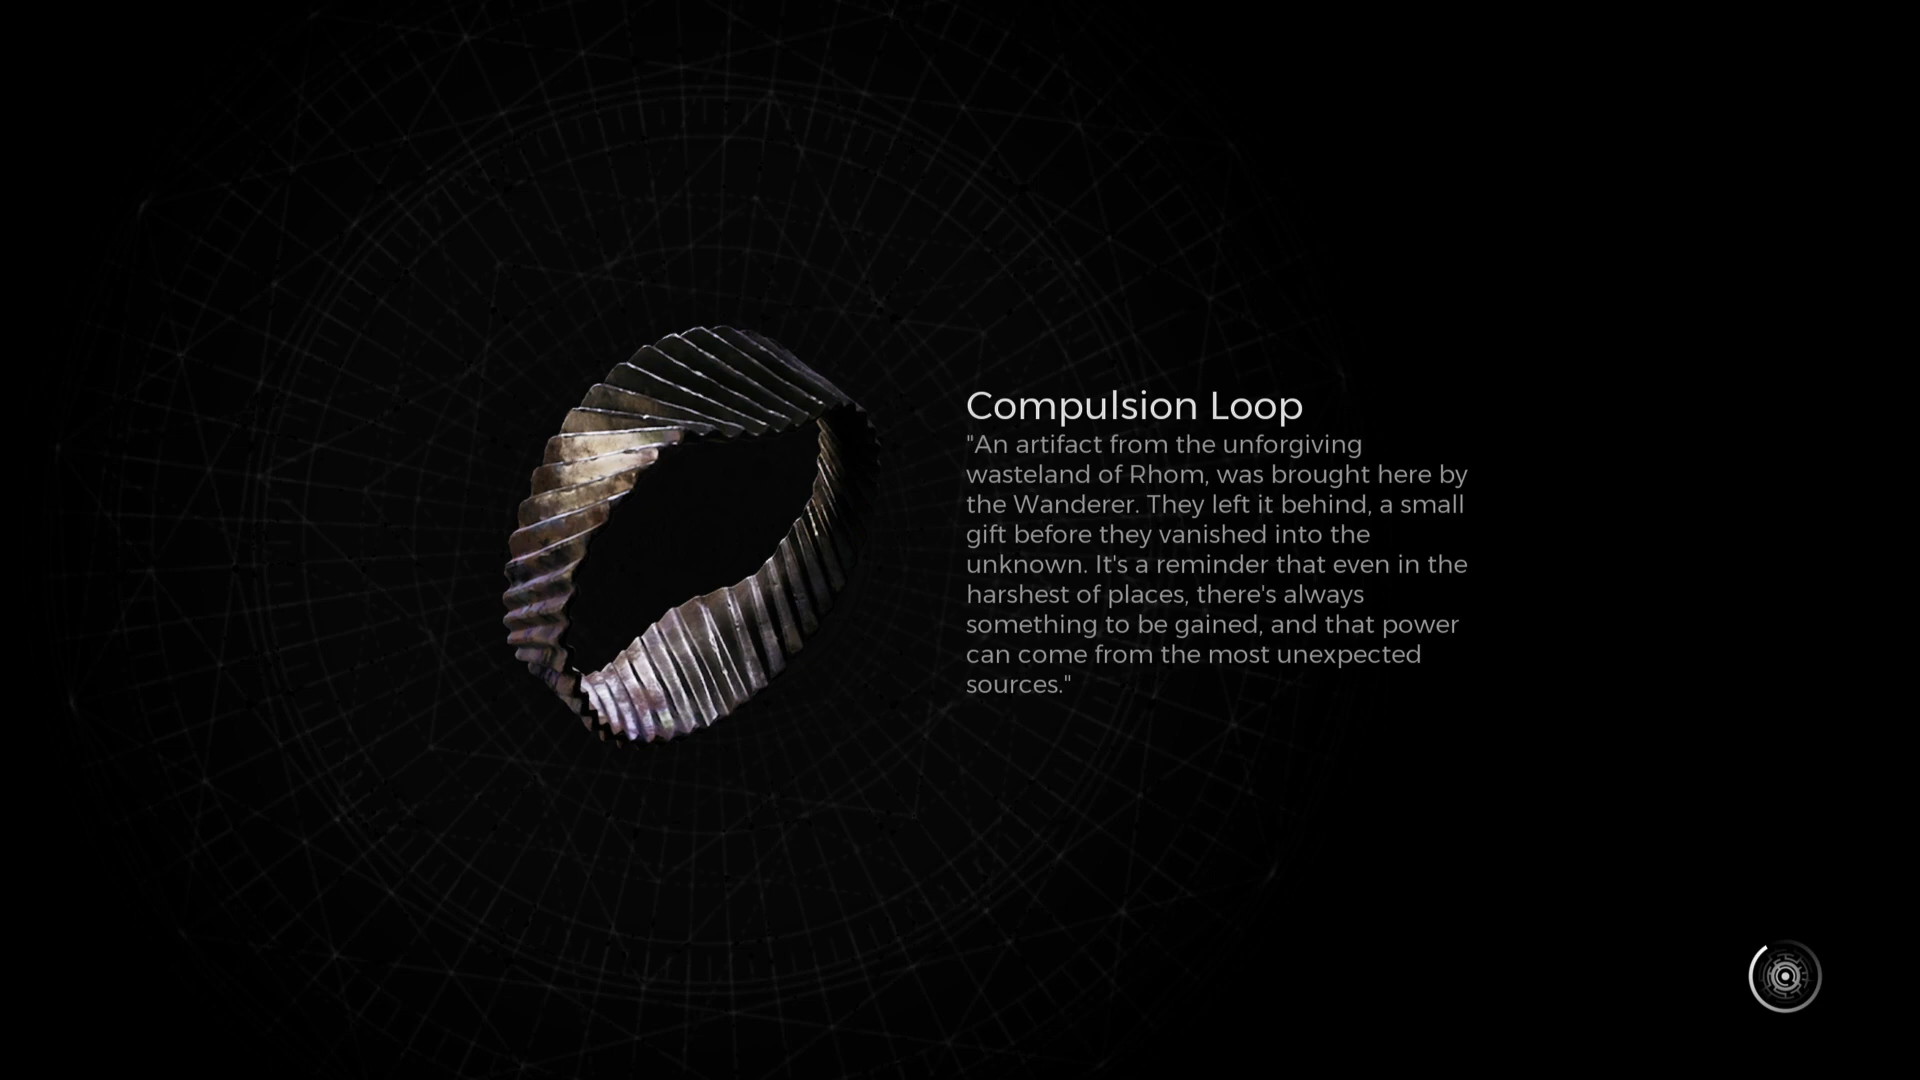 Compulsion Loop
"An artifact from the unforgiving
wasteland of Rhom, was brought here by
the Wanderer. They left it behind, a small
gift before they vanished into the
unknown. It's a reminder that even in the
harshest of places, there's always
something to be gained, and that power
can come from the most unexpected
sources."